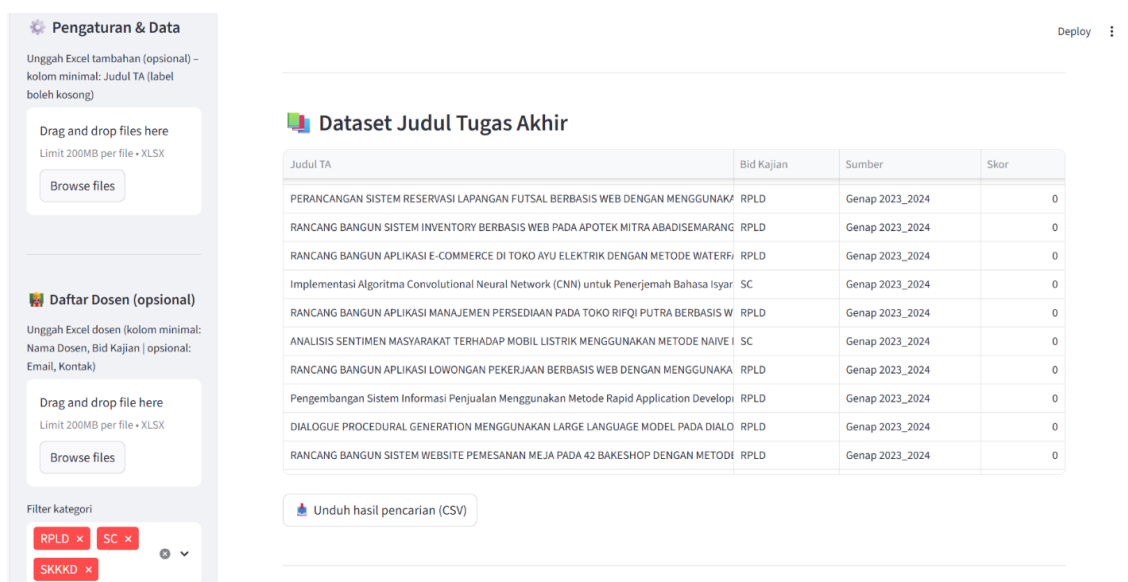 Pengaturan & Data
Unggah Excel tambahan (opsional) –
kolom minimal: Judul TA (label
boleh kosong)
Drag and drop files here
Limit 200MB per file • XLSX
Browse files
Daftar Dosen (opsional)
Unggah Excel dosen (kolom minimal:
Nama Dosen, Bid Kajian | opsional:
Email, Kontak)
Drag and drop file here
Limit 200MB per file • XLSX
Browse files
Filter kategori
RPLD × SC ×
SKKKD ×
Deploy
Dataset Judul Tugas Akhir
Judul TA Bid Kajian Sumber Skor
PERANCANGAN SISTEM RESERVASI LAPANGAN FUTSAL BERBASIS WEB DENGAN MENGGUNAKA RPLD Genap 2023_2024 0
RANCANG BANGUN SISTEM INVENTORY BERBASIS WEB PADA APOTEK MITRA ABADISEMARANG RPLD Genap 2023_2024 0
RANCANG BANGUN APLIKASI E-COMMERCE DI TOKO AYU ELEKTRIK DENGAN METODE WATERFA RPLD Genap 2023_2024 0
Implementasi Algoritma Convolutional Neural Network (CNN) untuk Penerjemah Bahasa Isyar SC Genap 2023_2024 0
RANCANG BANGUN APLIKASI MANAJEMEN PERSEDIAAN PADA TOKO RIFQI PUTRA BERBASIS W RPLD Genap 2023_2024 0
ANALISIS SENTIMEN MASYARAKAT TERHADAP MOBIL LISTRIK MENGGUNAKAN METODE NAIVE SC Genap 2023_2024 0
RANCANG BANGUN APLIKASI LOWONGAN PEKERJAAN BERBASIS WEB DENGAN MENGGUNAKA RPLD Genap 2023_2024 0
Pengembangan Sistem Informasi Penjualan Menggunakan Metode Rapid Application Develop RPLD Genap 2023_2024 0
DIALOGUE PROCEDURAL GENERATION MENGGUNAKAN LARGE LANGUAGE MODEL PADA DIALO RPLD Genap 2023_2024 0
RANCANG BANGUN SISTEM WEBSITE PEMESANAN MEJA PADA 42 BAKESHOP DENGAN METODE RPLD Genap 2023_2024 0
Unduh hasil pencarian (CSV)